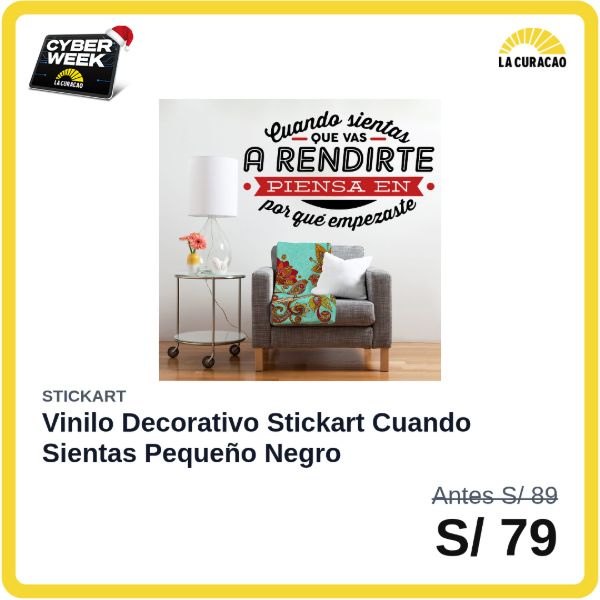 CYBER
WEEK
LA CURACAO
LA CURACAO
Cuando sientas
QUE VAS
A RENDIRTE
PIENSA EN
por qué empezaste
STICKART
Vinilo Decorativo Stickart Cuando
Sientas Pequeño Negro
Antes S/ 89
S/ 79